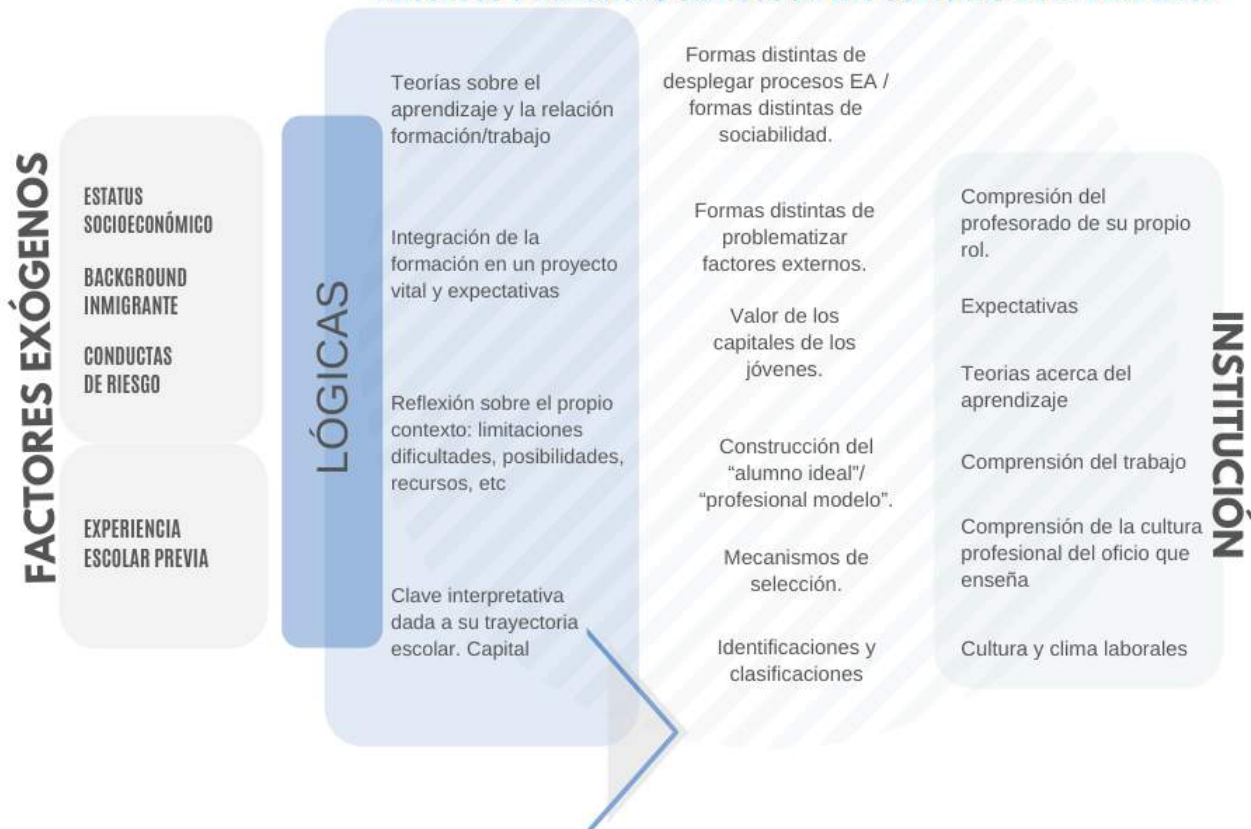 FACTORES EXÓGENOS
ESTATUS
SOCIOECONÓMICO
BACKGROUND
INMIGRANTE
CONDUCTAS
DE RIESGO
EXPERIENCIA
ESCOLAR PREVIA
LÓGICAS
Teorías sobre el
aprendizaje y la relación
formación/trabajo
Integración de la
formación en un proyecto
vital y expectativas
Reflexión sobre el propio
contexto: limitaciones
dificultades, posibilidades,
recursos, etc
Clave interpretativa
dada a su trayectoria
escolar. Capital
Formas distintas de
desplegar procesos EA /
formas distintas de
sociabilidad.
Formas distintas de
problematizar
factores externos.
Valor de los
capitales de los
jóvenes.
Construcción del
“alumno ideal”/
“profesional modelo”.
Mecanismos de
selección.
Identificaciones y
clasificaciones
Compresión del
profesorado de su propio
rol.
Expectativas
Teorias acerca del
aprendizaje
Comprensión del trabajo
Comprensión de la cultura
profesional del oficio que
enseña
Cultura y clima laborales
INSTITUCIÓN